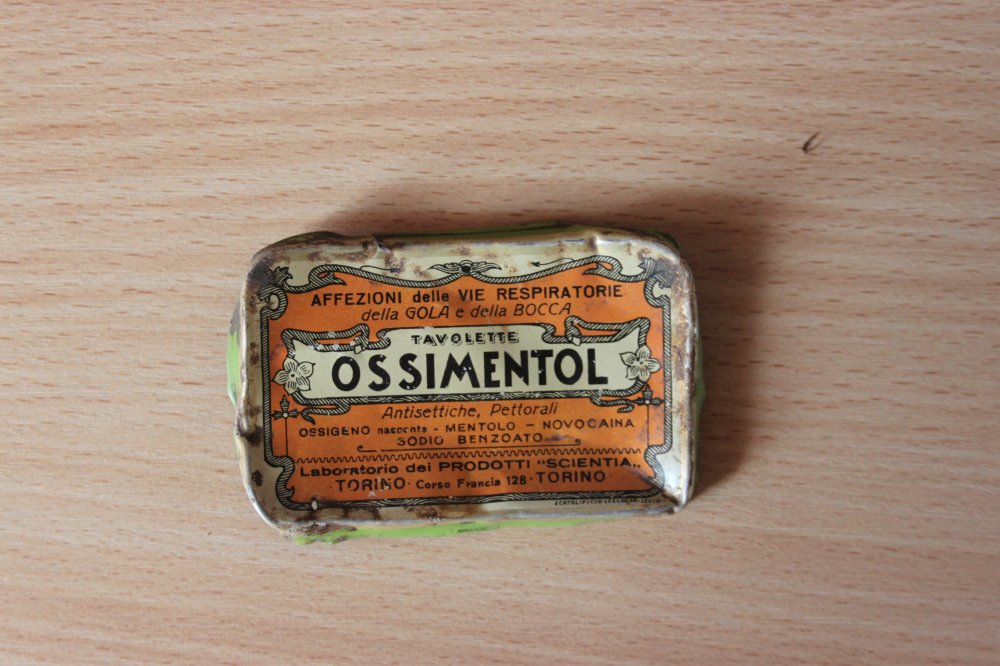 AFFEZIONI delle VIE RESPIRATORIE
della GOLA e della BOCCA
TAVOLETTE
OSSIMENTOL
Antisettiche, Pettorali
OSSIGENO nascente - MENTOLO - NOVOCAINA
SODIO BENZOATO
Laboratorio dei PRODOTTI "SCIENTIA„
TORINO · Corso Francia 128 · TORINO